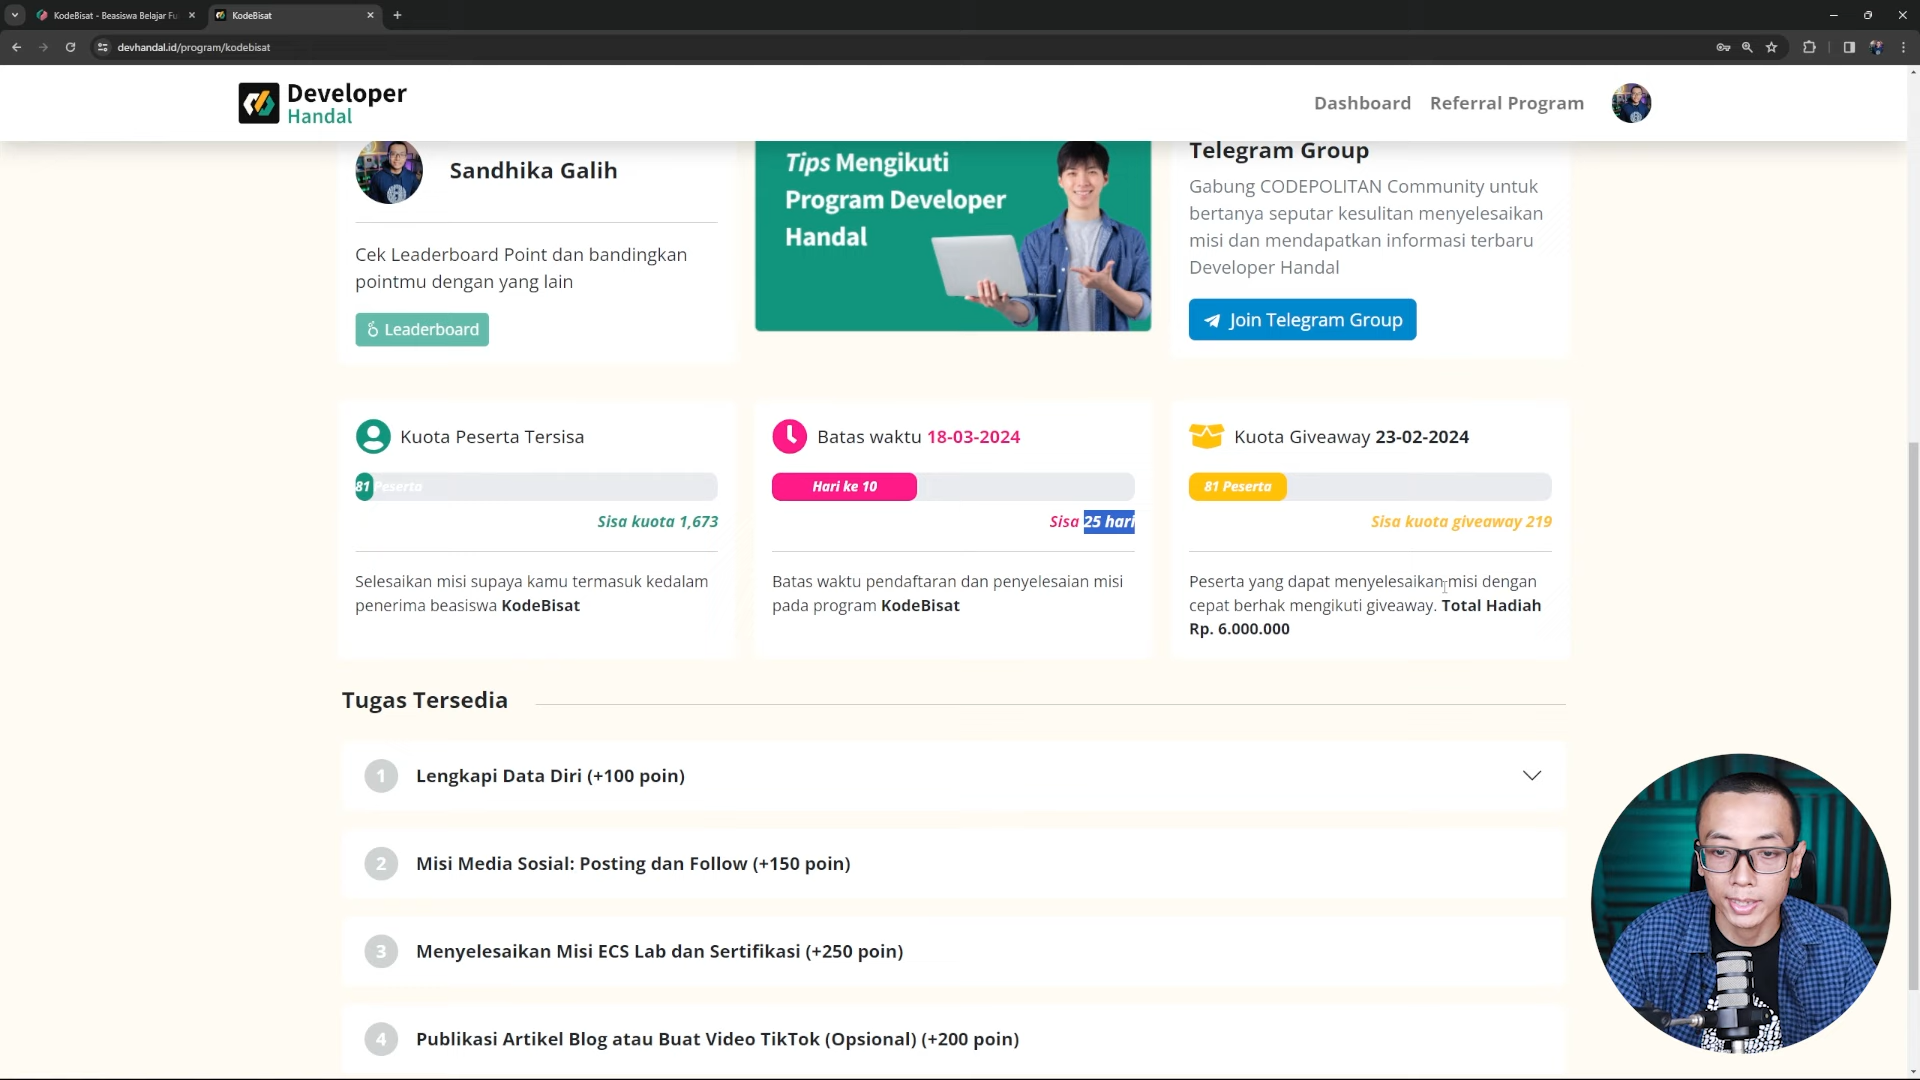 KodeBisat - Beasiswa Belajar Fu
KodeBisat
devhandal.id/program/kodebisat
Developer
Handal
Dashboard
Referral Program
Sandhika Galih
Cek Leaderboard Point dan bandingkan
pointmu dengan yang lain
Leaderboard
Tips Mengikuti
Program Developer
Handal
Telegram Group
Gabung CODEPOLITAN Community untuk
bertanya seputar kesulitan menyelesaikan
misi dan mendapatkan informasi terbaru
Developer Handal
Join Telegram Group
Kuota Peserta Tersisa
81 Peserta
Sisa kuota 1,673
Selesaikan misi supaya kamu termasuk kedalam
penerima beasiswa KodeBisat
Batas waktu 18-03-2024
Hari ke 10
Sisa 25 hari
Batas waktu pendaftaran dan penyelesaian misi
pada program KodeBisat
Kuota Giveaway 23-02-2024
81 Peserta
Sisa kuota giveaway 219
Peserta yang dapat menyelesaikan misi dengan
cepat berhak mengikuti giveaway. Total Hadiah
Rp. 6.000.000
Tugas Tersedia
1 Lengkapi Data Diri (+100 poin)
2 Misi Media Sosial: Posting dan Follow (+150 poin)
3 Menyelesaikan Misi ECS Lab dan Sertifikasi (+250 poin)
4 Publikasi Artikel Blog atau Buat Video TikTok (Opsional) (+200 poin)